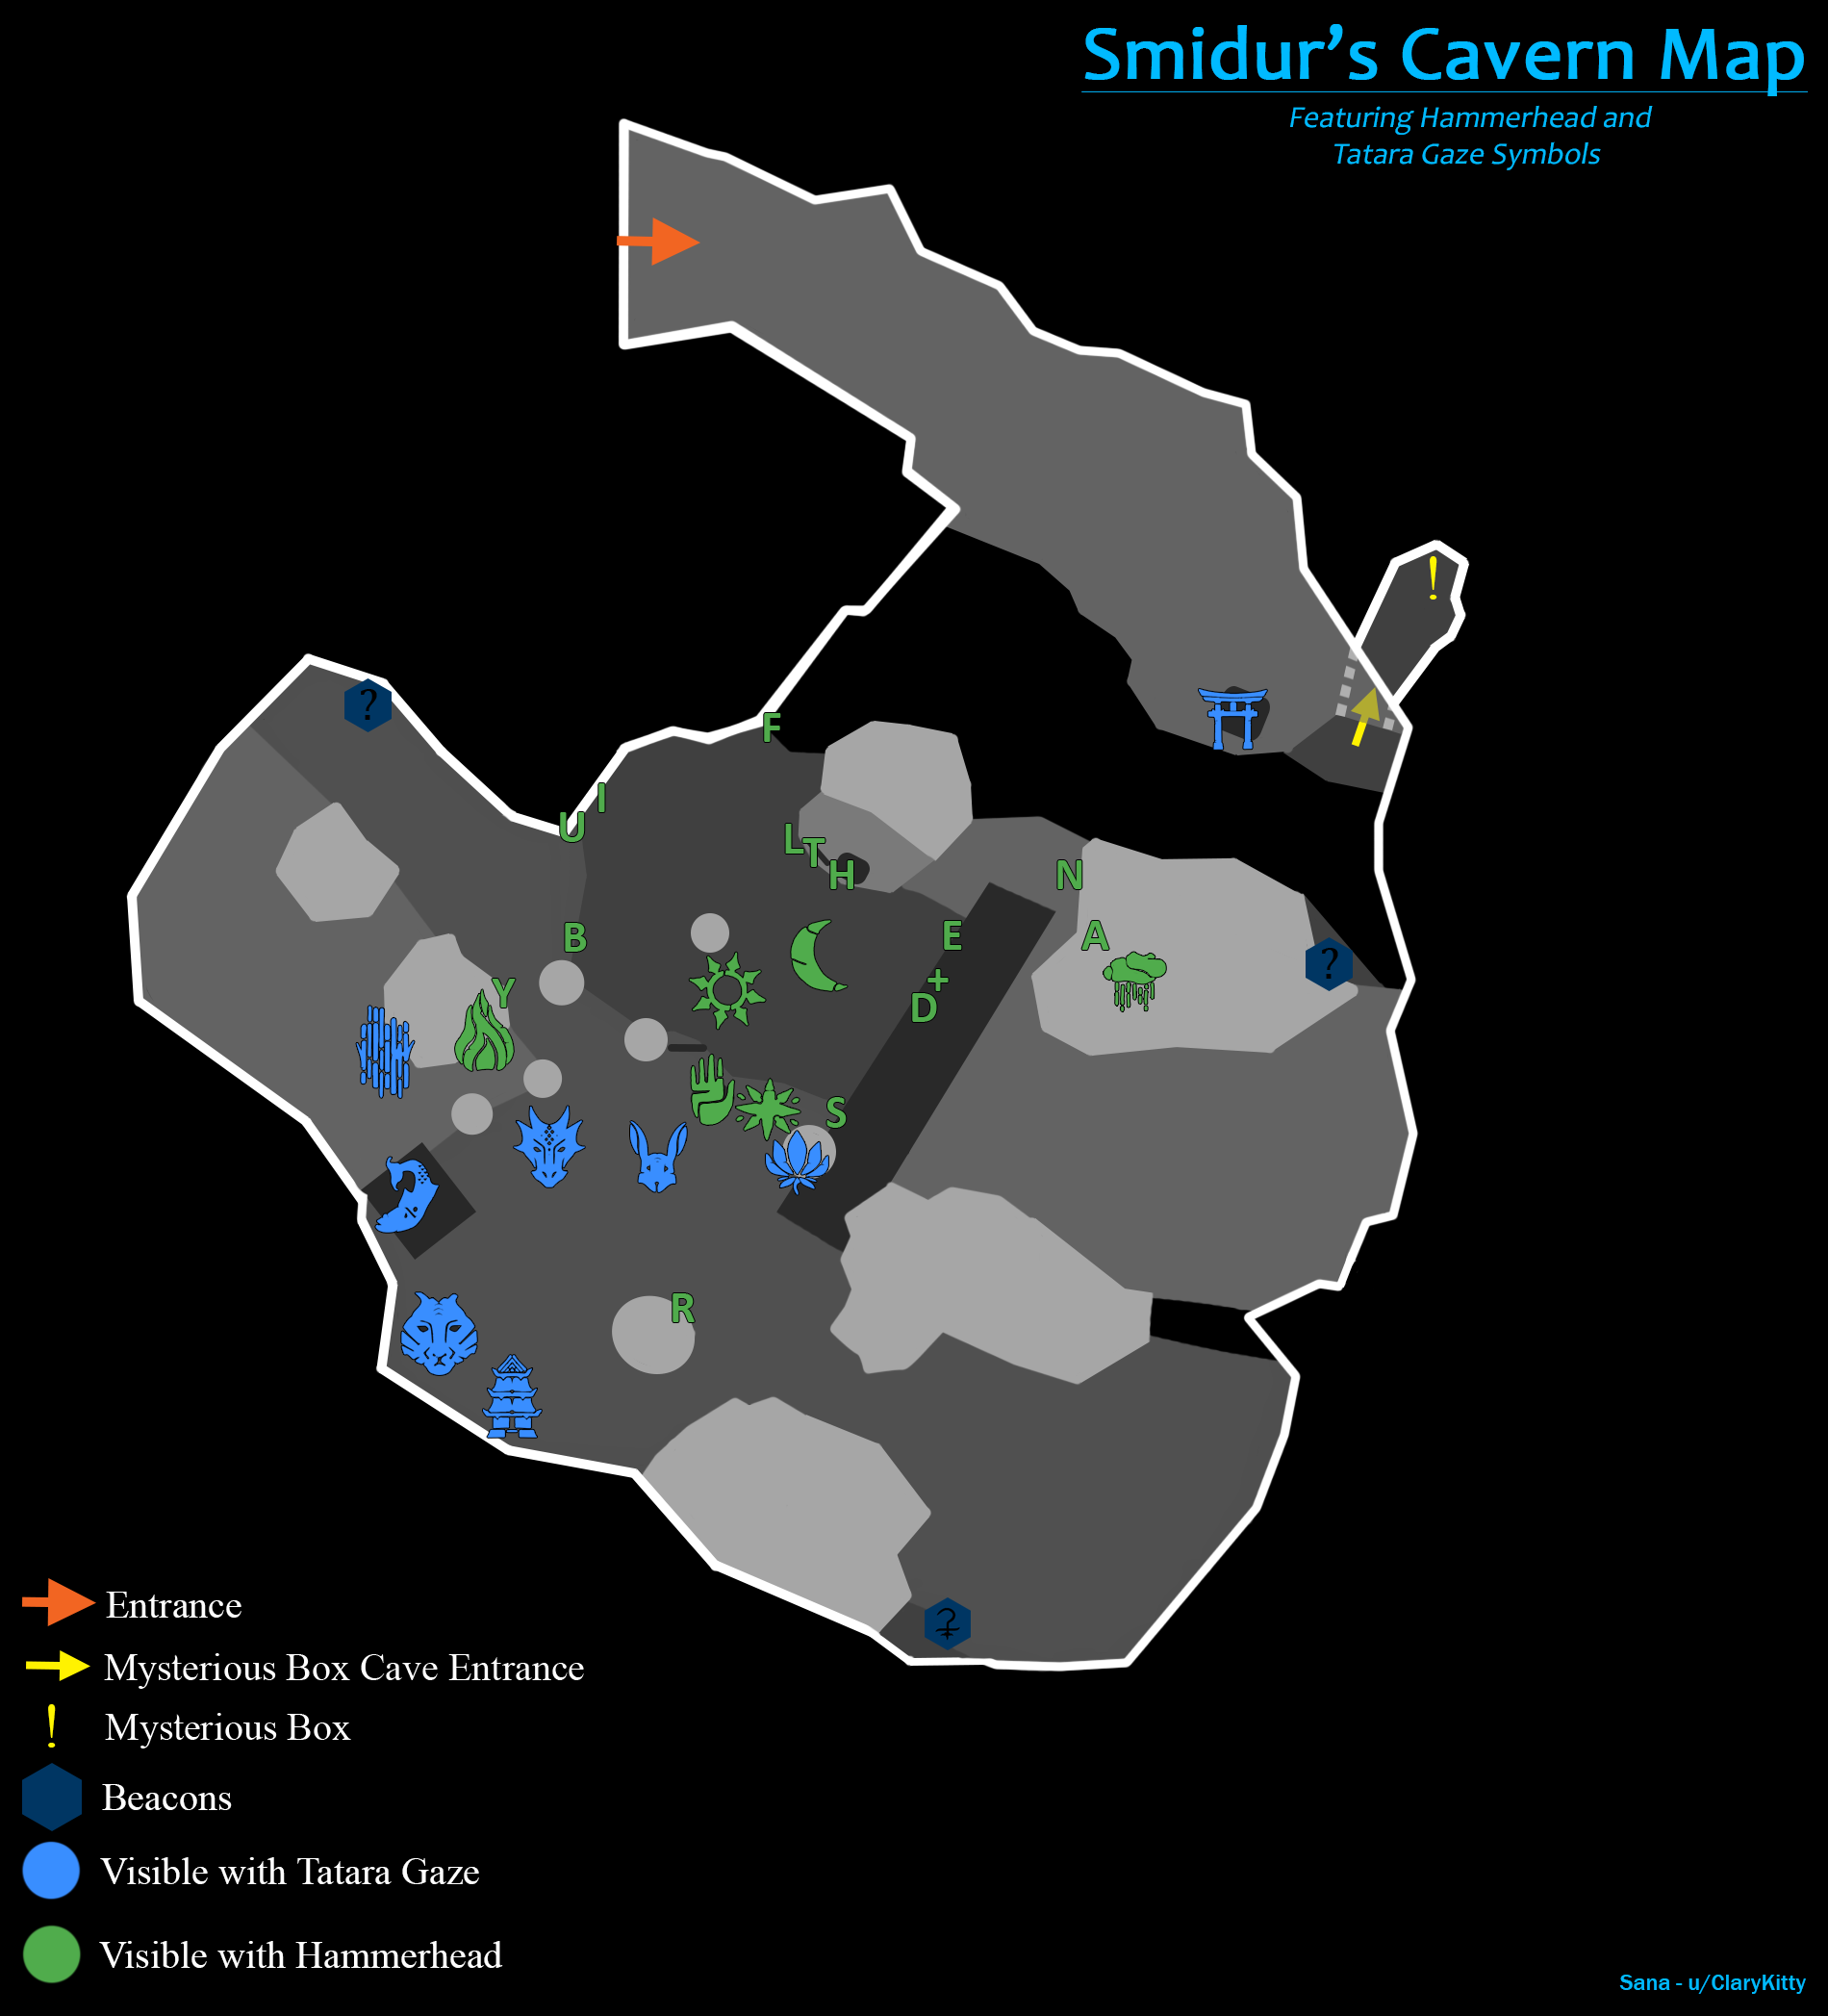 Smidur's Cavern Map
Featuring Hammerhead and
Tatara Gaze Symbols
!
?
F
I
U
L
T
H
N
B
E
A
?
Y
+
D
S
R
?
Entrance
Mysterious Box Cave Entrance
! Mysterious Box
Beacons
Visible with Tatara Gaze
Visible with Hammerhead
Sana - u/ClaryKitty